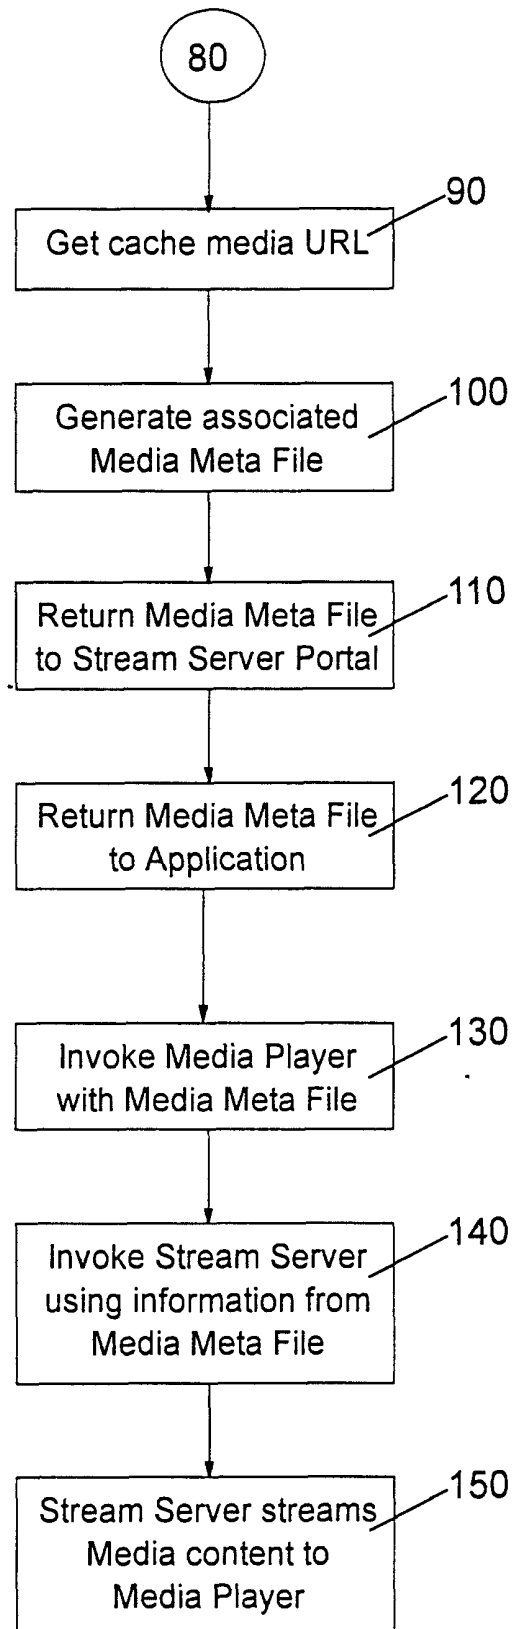 80
90
Get cache media URL
100
Generate associated
Media Meta File
110
Return Media Meta File
to Stream Server Portal
120
Return Media Meta File
to Application
130
Invoke Media Player
with Media Meta File
140
Invoke Stream Server
using information from
Media Meta File
150
Stream Server streams
Media content to
Media Player